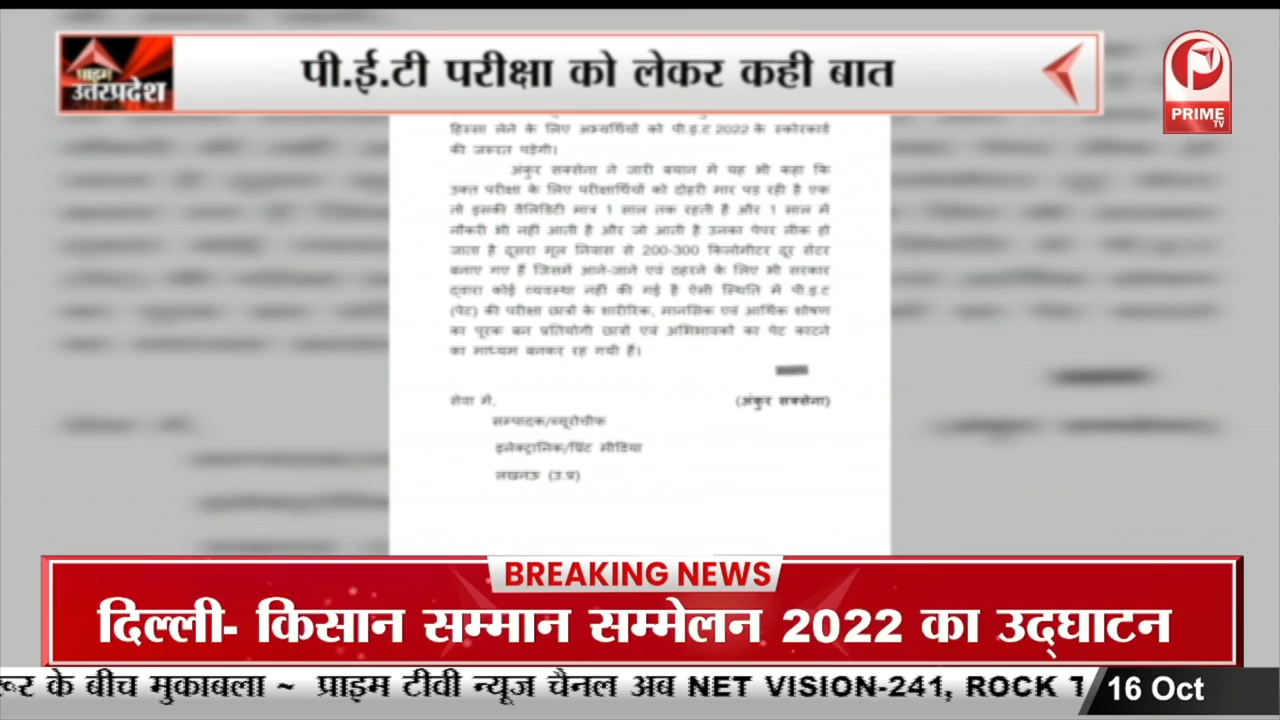 पी.ई.टी परीक्षा को लेकर कही बात
प्राइम
उत्तरप्रदेश
PRIME
TV
हिस्सा लेने के लिए अभ्यर्थियों को पी.इ.ट 2022 के स्कोरकार्ड
की जरूरत पड़ेगी।
अंकुर सक्सेना ने जारी बयान में यह भी कहा कि
उक्त परीक्षा के लिए परीक्षार्थियों को दोहरी मार पड़ रही है एक
तो इसकी वैलिडिटी मात्र 1 साल तक रहती है और 1 साल में
नौकरी भी नहीं आती है और जो आती है उनका पेपर लीक हो
जाता है दूसरा मूल निवास से 200-300 किलोमीटर दूर सेंटर
बनाए गए हैं जिसमें आने-जाने एवं ठहरने के लिए भी सरकार
द्वारा कोई व्यवस्था नहीं की गई है ऐसी स्थिति में पी.इ.ट
(पेट) की परीक्षा छात्रों के शारीरिक, मानसिक एवं आर्थिक शोषण
का पूरक बन प्रतियोगी छात्रों एवं अभिभावकों का पेट काटने
का माध्यम बनकर रह गयी हैं।
सेवा में, (अंकुर सक्सेना)
सम्पादक/ब्यूरोचीफ
इलेक्ट्रानिक/प्रिंट मीडिया
लखनऊ (उ.प्र)
BREAKING NEWS
दिल्ली- किसान सम्मान सम्मेलन 2022 का उद्घाटन
के बीच मुकाबला ~ प्राइम टीवी न्यूज चैनल अब NET VISION-241, ROCK
16 Oct